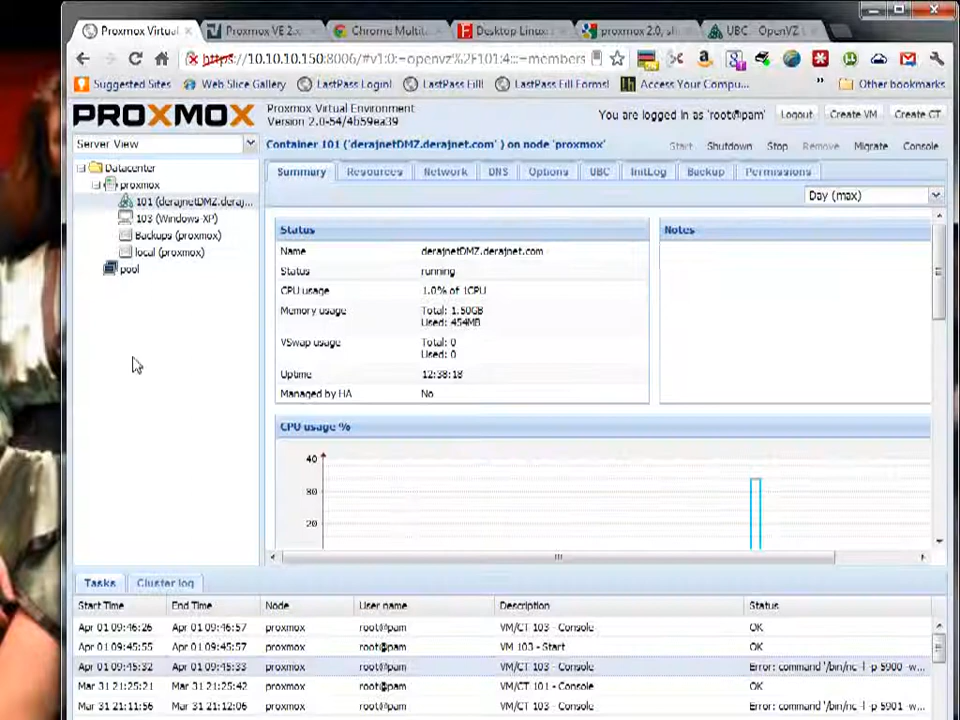 Proxmox Virtual
Proxmox VE 2.x
Chrome Multit
Desktop Linux
proxmox 2.0, sl
UBC OpenVZ
https://10.10.10.150:8006/#v1:0:=openvz%2F101:4:::=members
Suggested Sites
Web Slice Gallery
LastPass Login!
LastPass Fill!
LastPass Fill Forms!
Access Your Compu...
»
Other bookmarks
PROXMOX
Proxmox Virtual Environment
Version 2.0-54/4b59ea39
You are logged in as 'root@pam'
Logout
Create VM
Create CT
Server View
Container 101 ('derajnetDMZ.derajnet.com' ) on node 'proxmox'
Start
Shutdown
Stop
Remove
Migrate
Console
Datacenter
proxmox
101 (derajnetDMZ.deraj...
103 (Windows XP)
Backups (proxmox)
local (proxmox)
pool
Summary
Resources
Network
DNS
Options
UBC
InitLog
Backup
Permissions
Day (max)
Status
Name derajnetDMZ.derajnet.com
Status running
CPU usage 1.0% of 1CPU
Memory usage Total: 1.50GB
Used: 454MB
VSwap usage Total: 0
Used: 0
Uptime 12:38:18
Managed by HA No
Notes
CPU usage %
40
30
20
Tasks
Cluster log
Start Time End Time Node User name Description Status
Apr 01 09:46:26 Apr 01 09:46:57 proxmox root@pam VM/CT 103 - Console OK
Apr 01 09:45:55 Apr 01 09:45:57 proxmox root@pam VM 103 - Start OK
Apr 01 09:45:32 Apr 01 09:45:33 proxmox root@pam VM/CT 103 - Console Error: command '/bin/nc -l -p 5900 -w...
Mar 31 21:25:21 Mar 31 21:25:42 proxmox root@pam VM/CT 101 - Console OK
Mar 31 21:11:56 Mar 31 21:12:06 proxmox root@pam VM/CT 103 - Console Error: command '/bin/nc -l -p 5901 -w...